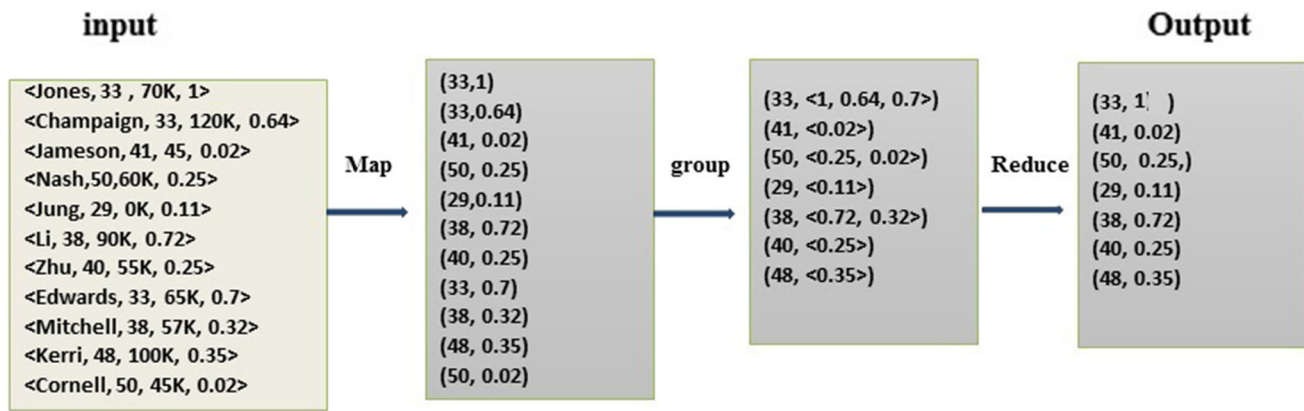 input
<Jones, 33 , 70K, 1>
<Champaign, 33, 120K, 0.64>
<Jameson, 41, 45, 0.02>
<Nash,50,60K, 0.25>
<Jung, 29, 0K, 0.11>
<Li, 38, 90K, 0.72>
<Zhu, 40, 55K, 0.25>
<Edwards, 33, 65K, 0.7>
<Mitchell, 38, 57K, 0.32>
<Kerri, 48, 100K, 0.35>
<Cornell, 50, 45K, 0.02>
Map
(33,1)
(33,0.64)
(41, 0.02)
(50, 0.25)
(29,0.11)
(38, 0.72)
(40, 0.25)
(33, 0.7)
(38, 0.32)
(48, 0.35)
(50, 0.02)
group
(33, <1, 0.64, 0.7>)
(41, <0.02>)
(50, <0.25, 0.02>)
(29, <0.11>)
(38, <0.72, 0.32>)
(40, <0.25>)
(48, <0.35>)
Reduce
Output
(33, 1 )
(41, 0.02)
(50, 0.25,)
(29, 0.11)
(38, 0.72)
(40, 0.25)
(48, 0.35)